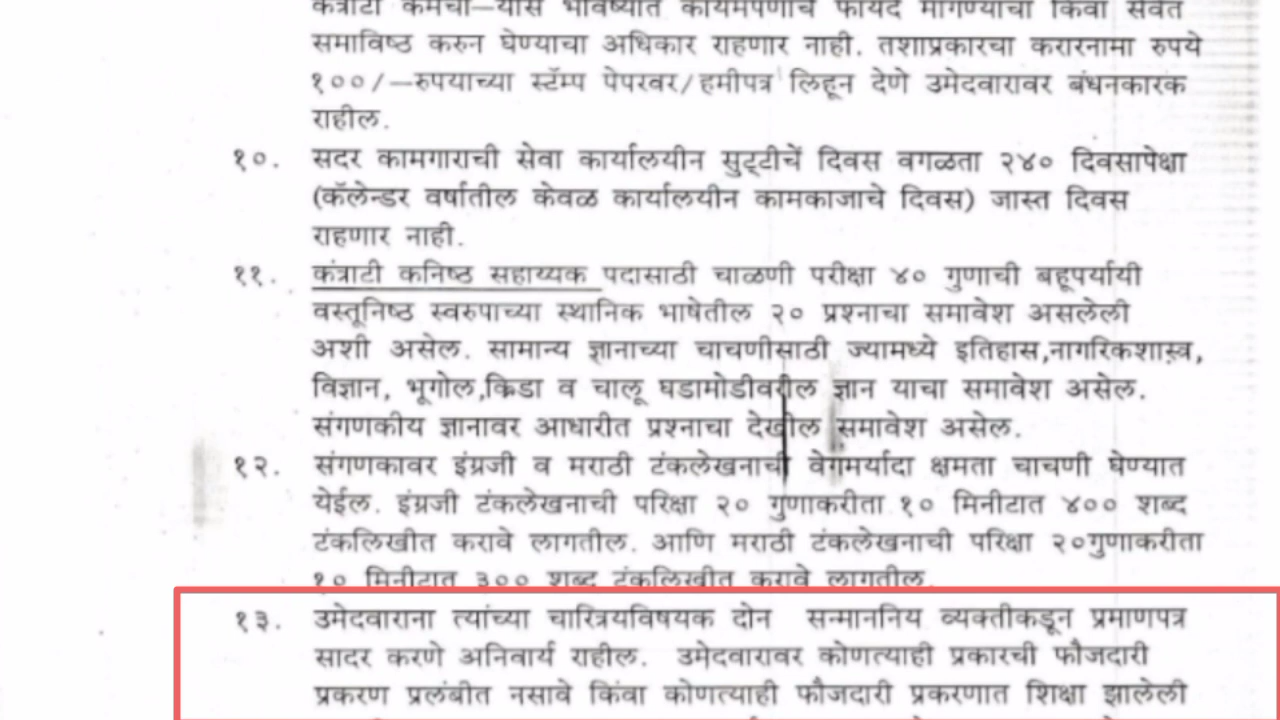 कंत्राटी कर्मचा—यास भविष्यात कायमपणाचे फायदे मागण्याचा किंवा सेवेत
समाविष्ठ करुन घेण्याचा अधिकार राहणार नाही. तशाप्रकारचा करारनामा रुपये
१००/—रुपयाच्या स्टॅम्प पेपरवर/हमीपत्र लिहून देणे उमेदवारावर बंधनकारक
राहील.
१०. सदर कामगाराची सेवा कार्यालयीन सुट्टीचें दिवस वगळता २४० दिवसापेक्षा
(कॅलेन्डर वर्षातील केवळ कार्यालयीन कामकाजाचे दिवस) जास्त दिवस
राहणार नाही.
११. कंत्राटी कनिष्ठ सहाय्यक पदासाठी चाळणी परीक्षा ४० गुणाची बहूपर्यायी
वस्तूनिष्ठ स्वरुपाच्या स्थानिक भाषेतील २० प्रश्नाचा समावेश असलेली
अशी असेल. सामान्य ज्ञानाच्या चाचणीसाठी ज्यामध्ये इतिहास,नागरिकशास्त्र,
विज्ञान, भूगोल,क्रिडा व चालू घडामोडीवरील ज्ञान याचा समावेश असेल.
संगणकीय ज्ञानावर आधारीत प्रश्नाचा देखील समावेश असेल.
१२. संगणकावर इंग्रजी व मराठी टंकलेखनाची वेगमर्यादा क्षमता चाचणी घेण्यात
येईल. इंग्रजी टंकलेखनाची परिक्षा २० गुणाकरीता १० मिनीटात ४०० शब्द
टंकलिखीत करावे लागतील. आणि मराठी टंकलेखनाची परिक्षा २०गुणाकरीता
१० मिनीटात ३०० शब्द टंकलिखीत करावे लागतील.
१३. उमेदवाराना त्यांच्या चारित्र्यविषयक दोन सन्माननिय व्यक्तीकडून प्रमाणपत्र
सादर करणे अनिवार्य राहील. उमेदवारावर कोणत्याही प्रकारची फौजदारी
प्रकरण प्रलंबीत नसावे किंवा कोणत्याही फौजदारी प्रकरणात शिक्षा झालेली